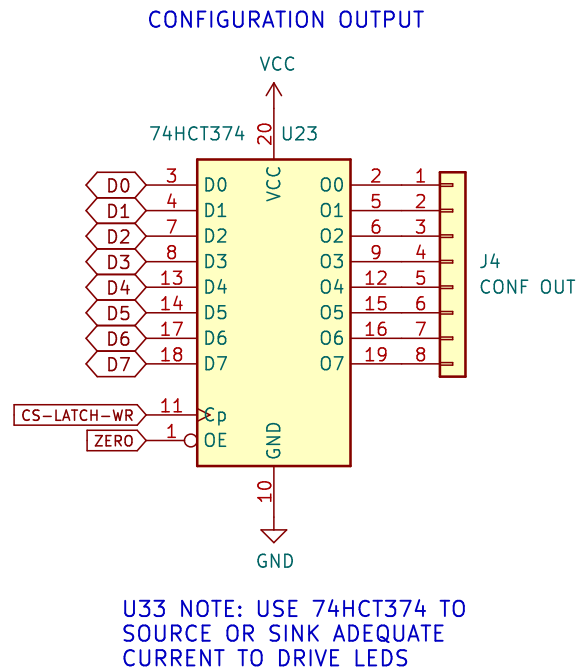 CONFIGURATION OUTPUT
VCC
74HCT374 20 U23
VCC
D0 3 D0 O0 2 1
D1 4 D1 O1 5 2
D2 7 D2 O2 6 3
D3 8 D3 O3 9 4
J4
D4 13 D4 O4 12 5
CONF OUT
D5 14 D5 O5 15 6
D6 17 D6 O6 16 7
D7 18 D7 O7 19 8
CS-LATCH-WR 11 Cp
ZERO 1 OE
GND
10
GND
U33 NOTE: USE 74HCT374 TO
SOURCE OR SINK ADEQUATE
CURRENT TO DRIVE LEDS